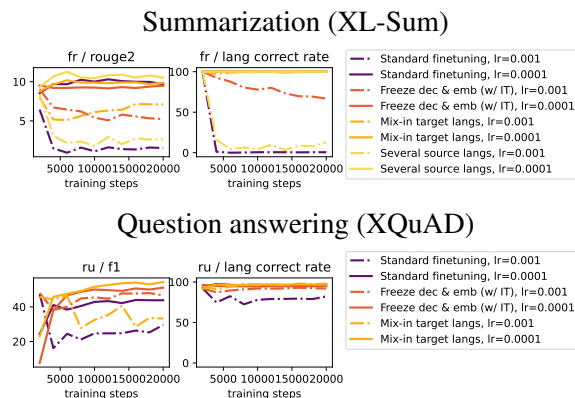 Summarization (XL-Sum)
fr / rouge2
fr / lang correct rate
10
5
100
50
0
5000 10000 15000 20000
5000 10000 15000 20000
training steps
training steps
Standard finetuning, lr=0.001
Standard finetuning, lr=0.0001
Freeze dec & emb (w/ IT), lr=0.001
Freeze dec & emb (w/ IT), lr=0.0001
Mix-in target langs, lr=0.001
Mix-in target langs, lr=0.0001
Several source langs, lr=0.001
Several source langs, lr=0.0001
Question answering (XQuAD)
ru / f1
ru / lang correct rate
40
20
100
50
0
5000 10000 15000 20000
5000 10000 15000 20000
training steps
training steps
Standard finetuning, lr=0.001
Standard finetuning, lr=0.0001
Freeze dec & emb (w/ IT), lr=0.001
Freeze dec & emb (w/ IT), lr=0.0001
Mix-in target langs, lr=0.001
Mix-in target langs, lr=0.0001